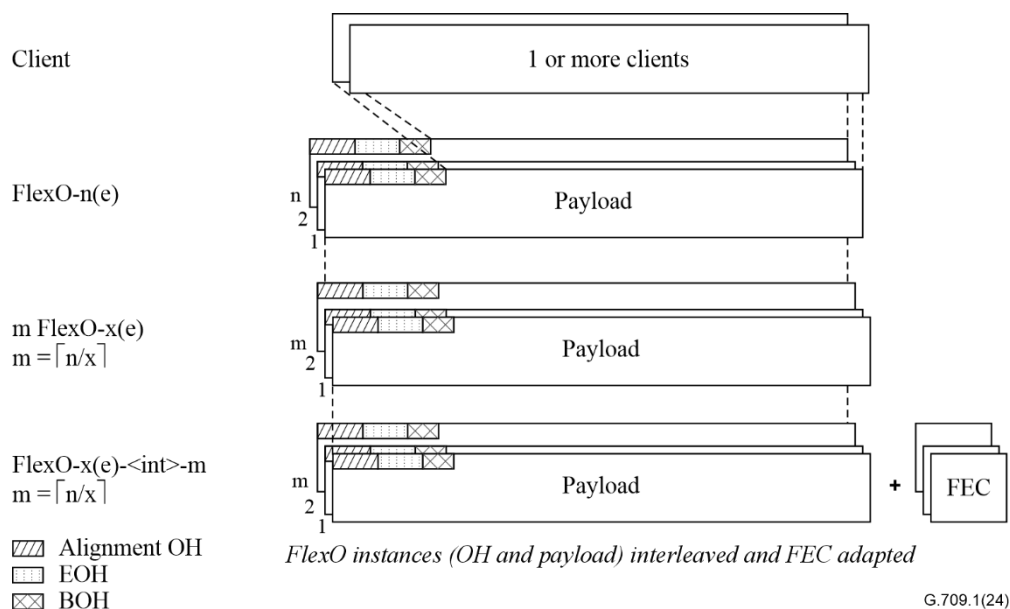 Client
1 or more clients
FlexO-n(e)
n
2
1
Payload
m FlexO-x(e)
m = ⌈n/x⌉
m
2
1
Payload
FlexO-x(e)-<int>-m
m = ⌈n/x⌉
m
2
1
Payload
+
FEC
Alignment OH
EOH
BOH
FlexO instances (OH and payload) interleaved and FEC adapted
G.709.1(24)